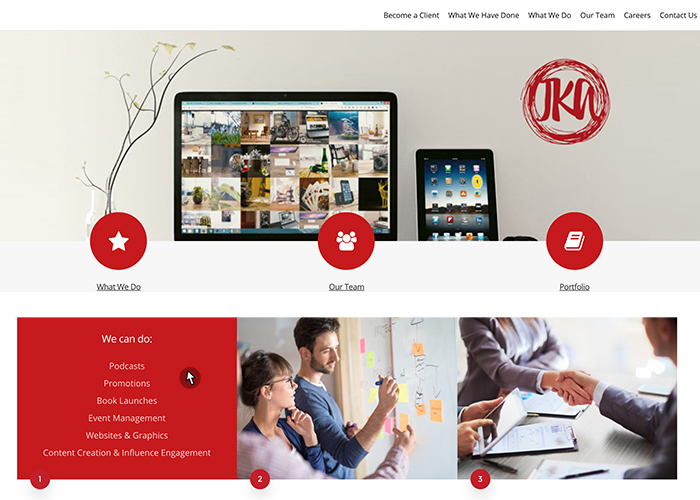 Become a Client What We Have Done What We Do Our Team Careers Contact Us
JKA
What We Do Our Team Portfolio
We can do:
Podcasts
Promotions
Book Launches
Event Management
Websites & Graphics
Content Creation & Influence Engagement
1 2 3